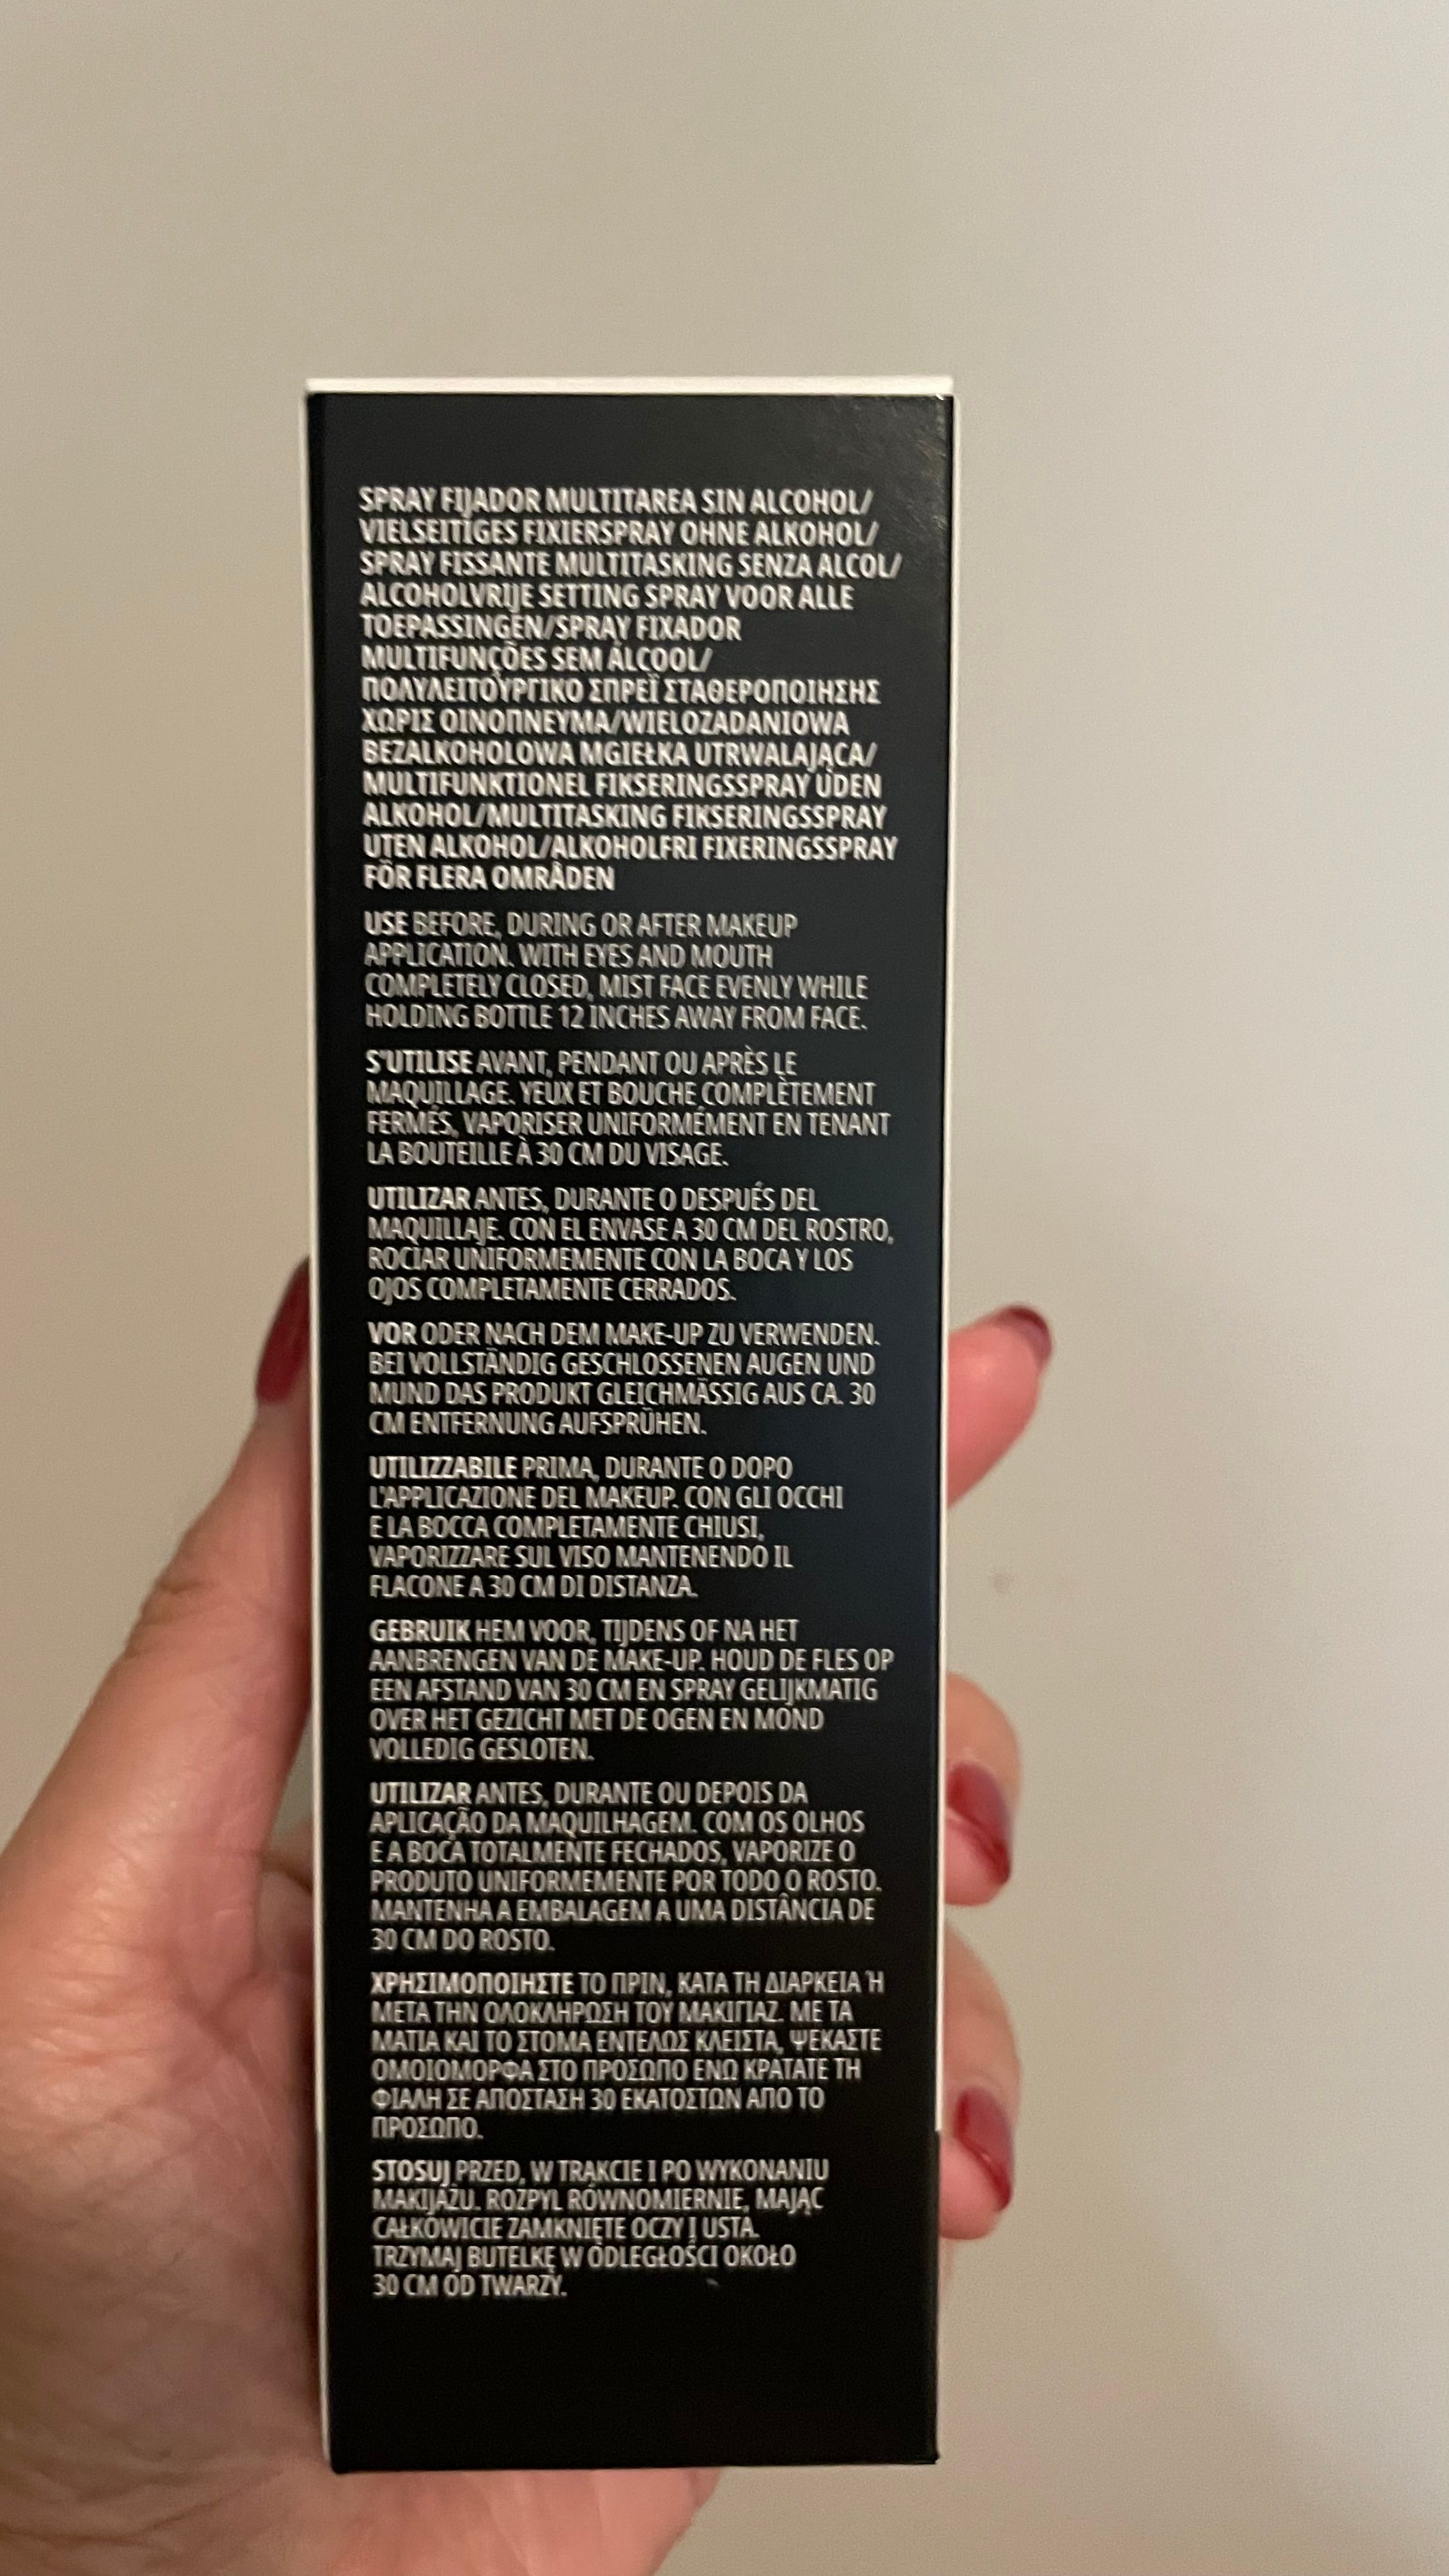 SPRAY FIJADOR MULTITAREA SIN ALCOHOL/
VIELSEITIGES FIXIERSPRAY OHNE ALKOHOL/
SPRAY FISSANTE MULTITASKING SENZA ALCOL/
ALCOHOLVRIJE SETTING SPRAY VOOR ALLE
TOEPASSINGEN/SPRAY FIXADOR
MULTIFUNÇÕES SEM ÁLCOOL/
ΠΟΛΥΛΕΙΤΟΥΡΓΙΚΟ ΣΠΡΕΪ ΣΤΑΘΕΡΟΠΟΙΗΣΗΣ
ΧΩΡΙΣ ΟΙΝΟΠΝΕΥΜΑ/WIELOZADANIOWA
BEZALKOHOLOWA MGIEŁKA UTRWALAJĄCA/
MULTIFUNKTIONEL FIKSERINGSSPRAY UDEN
ALKOHOL/MULTITASKING FIKSERINGSSPRAY
UTEN ALKOHOL/ALKOHOLFRI FIXERINGSSPRAY
FÖR FLERA OMRÅDEN
USE BEFORE, DURING OR AFTER MAKEUP
APPLICATION. WITH EYES AND MOUTH
COMPLETELY CLOSED, MIST FACE EVENLY WHILE
HOLDING BOTTLE 12 INCHES AWAY FROM FACE.
S'UTILISE AVANT, PENDANT OU APRÈS LE
MAQUILLAGE. YEUX ET BOUCHE COMPLÈTEMENT
FERMÉS, VAPORISER UNIFORMÉMENT EN TENANT
LA BOUTEILLE À 30 CM DU VISAGE.
UTILIZAR ANTES, DURANTE O DESPUÉS DEL
MAQUILLAJE. CON EL ENVASE A 30 CM DEL ROSTRO,
ROCIAR UNIFORMEMENTE CON LA BOCA Y LOS
OJOS COMPLETAMENTE CERRADOS.
VOR ODER NACH DEM MAKE-UP ZU VERWENDEN.
BEI VOLLSTÄNDIG GESCHLOSSENEN AUGEN UND
MUND DAS PRODUKT GLEICHMÄSSIG AUS CA. 30
CM ENTFERNUNG AUFSPRÜHEN.
UTILIZZABILE PRIMA, DURANTE O DOPO
L'APPLICAZIONE DEL MAKEUP. CON GLI OCCHI
E LA BOCCA COMPLETAMENTE CHIUSI,
VAPORIZZARE SUL VISO MANTENENDO IL
FLACONE A 30 CM DI DISTANZA.
GEBRUIK HEM VOOR, TIJDENS OF NA HET
AANBRENGEN VAN DE MAKE-UP. HOUD DE FLES OP
EEN AFSTAND VAN 30 CM EN SPRAY GELIJKMATIG
OVER HET GEZICHT MET DE OGEN EN MOND
VOLLEDIG GESLOTEN.
UTILIZAR ANTES, DURANTE OU DEPOIS DA
APLICAÇÃO DA MAQUILHAGEM. COM OS OLHOS
E A BOCA TOTALMENTE FECHADOS, VAPORIZE O
PRODUTO UNIFORMEMENTE POR TODO O ROSTO.
MANTENHA A EMBALAGEM A UMA DISTÂNCIA DE
30 CM DO ROSTO.
ΧΡΗΣΙΜΟΠΟΙΗΣΤΕ ΤΟ ΠΡΙΝ, ΚΑΤΑ ΤΗ ΔΙΑΡΚΕΙΑ Ή
ΜΕΤΑ ΤΗΝ ΟΛΟΚΛΗΡΩΣΗ ΤΟΥ ΜΑΚΙΓΙΑΖ. ΜΕ ΤΑ
ΜΑΤΙΑ ΚΑΙ ΤΟ ΣΤΟΜΑ ΕΝΤΕΛΩΣ ΚΛΕΙΣΤΑ, ΨΕΚΑΣΤΕ
ΟΜΟΙΟΜΟΡΦΑ ΣΤΟ ΠΡΟΣΩΠΟ ΕΝΩ ΚΡΑΤΑΤΕ ΤΗ
ΦΙΑΛΗ ΣΕ ΑΠΟΣΤΑΣΗ 30 ΕΚΑΤΟΣΤΩΝ ΑΠΟ ΤΟ
ΠΡΟΣΩΠΟ.
STOSUJ PRZED, W TRAKCIE I PO WYKONANIU
MAKIJAŻU. ROZPYL RÓWNOMIERNIE, MAJĄC
CAŁKOWICIE ZAMKNIĘTE OCZY I USTA.
TRZYMAJ BUTELKĘ W ODLEGŁOŚCI OKOŁO
30 CM OD TWARZY.